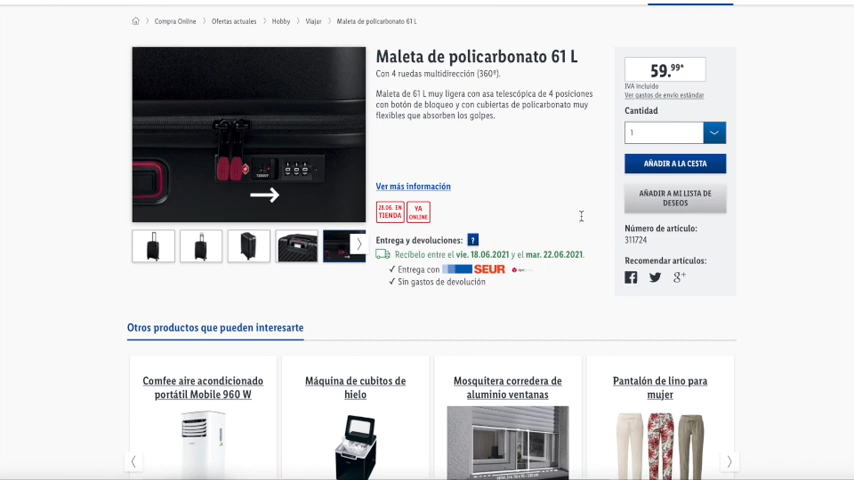 Compra Online
Ofertas actuales
Hobby
Viajar
Maleta de policarbonato 61 L
Maleta de policarbonato 61 L
Con 4 ruedas multidirección (360º).
Maleta de 61 L muy ligera con asa telescópica de 4 posiciones
con botón de bloqueo y con cubiertas de policarbonato muy
flexibles que absorben los golpes.
Ver más información
28.06. EN
TIENDA
YA
ONLINE
Entrega y devoluciones: ?
Recíbelo entre el vie. 18.06.2021 y el mar. 22.06.2021.
✓ Entrega con SEUR
✓ Sin gastos de devolución
59.99*
IVA Incluido
Ver gastos de envío estándar
Cantidad
1
AÑADIR A LA CESTA
AÑADIR A MI LISTA DE
DESEOS
Número de artículo:
311724
Recomendar artículos:
Otros productos que pueden interesarte
Comfee aire acondicionado
portátil Mobile 960 W
Máquina de cubitos de
hielo
Mosquitera corredera de
aluminio ventanas
Pantalón de lino para
mujer